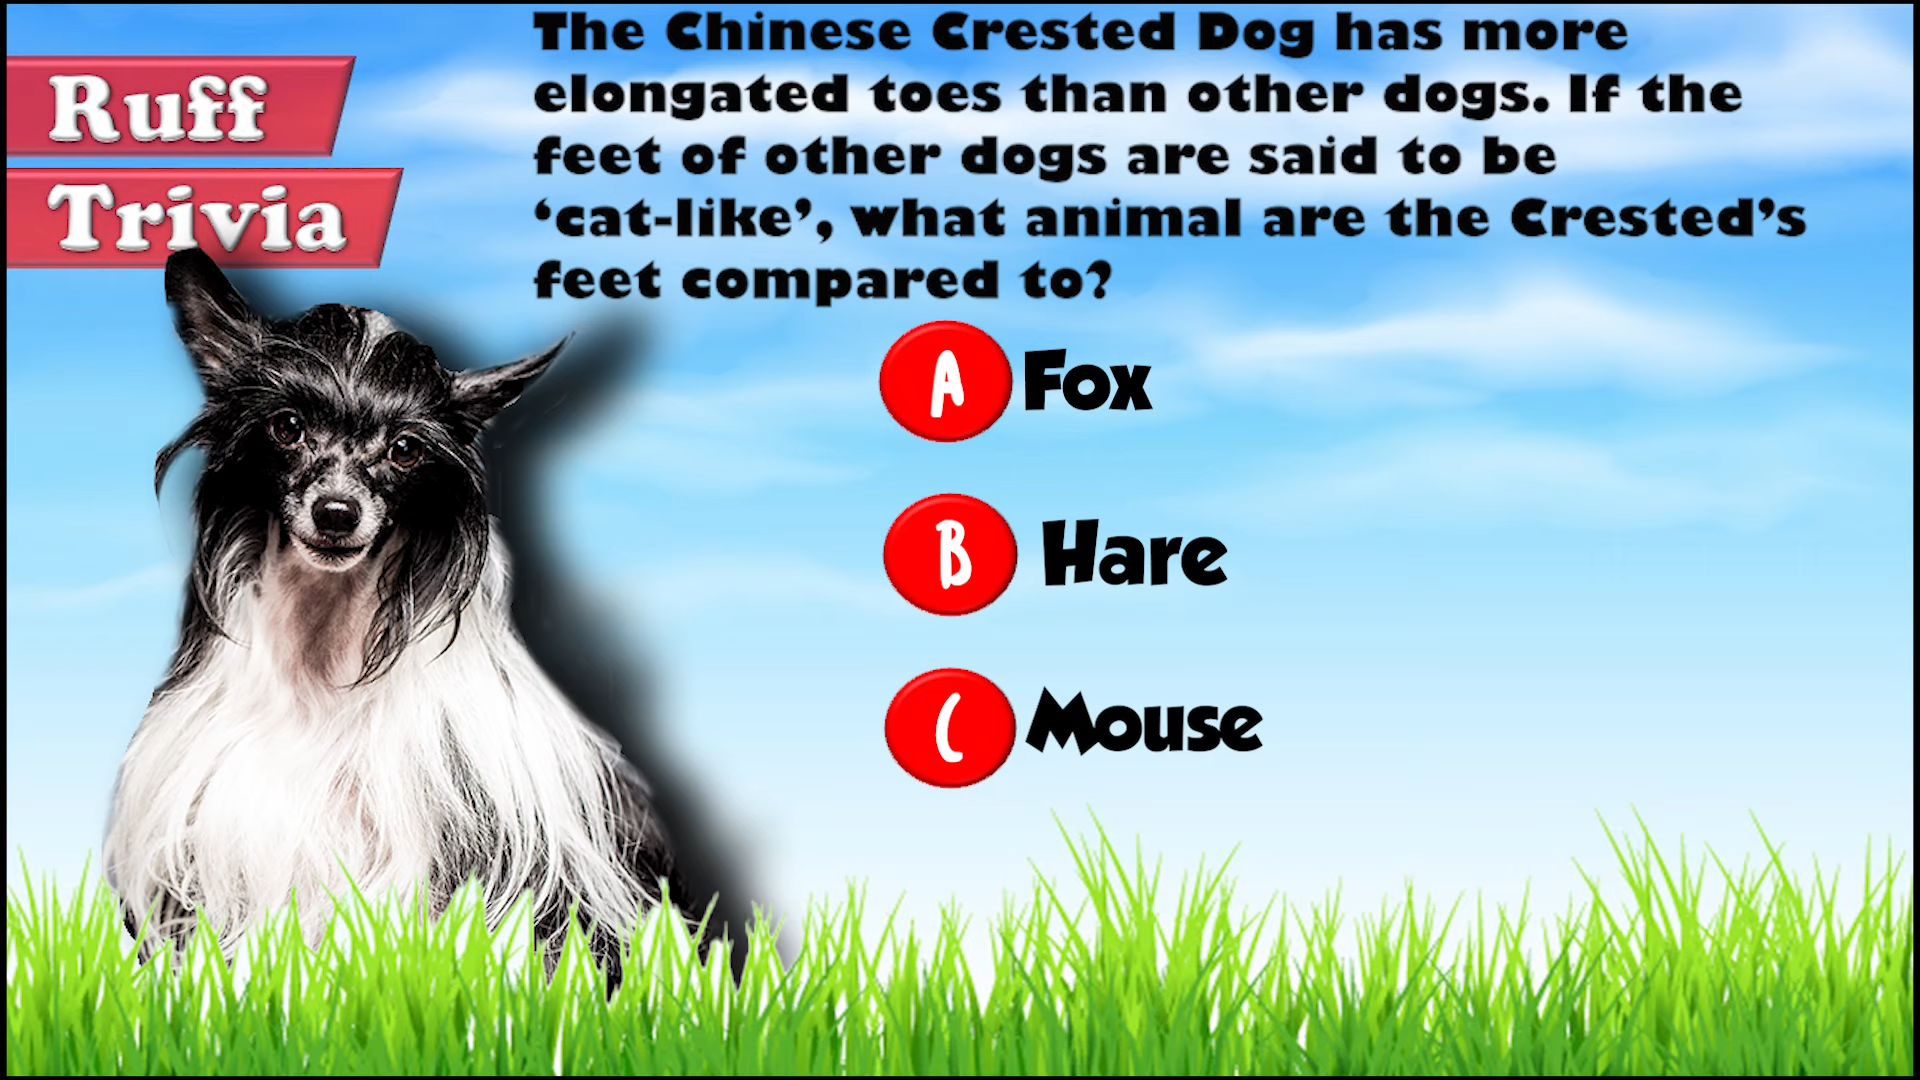 Ruff
Trivia
The Chinese Crested Dog has more
elongated toes than other dogs. If the
feet of other dogs are said to be
‘cat-like’, what animal are the Crested’s
feet compared to?
A Fox
B Hare
C Mouse